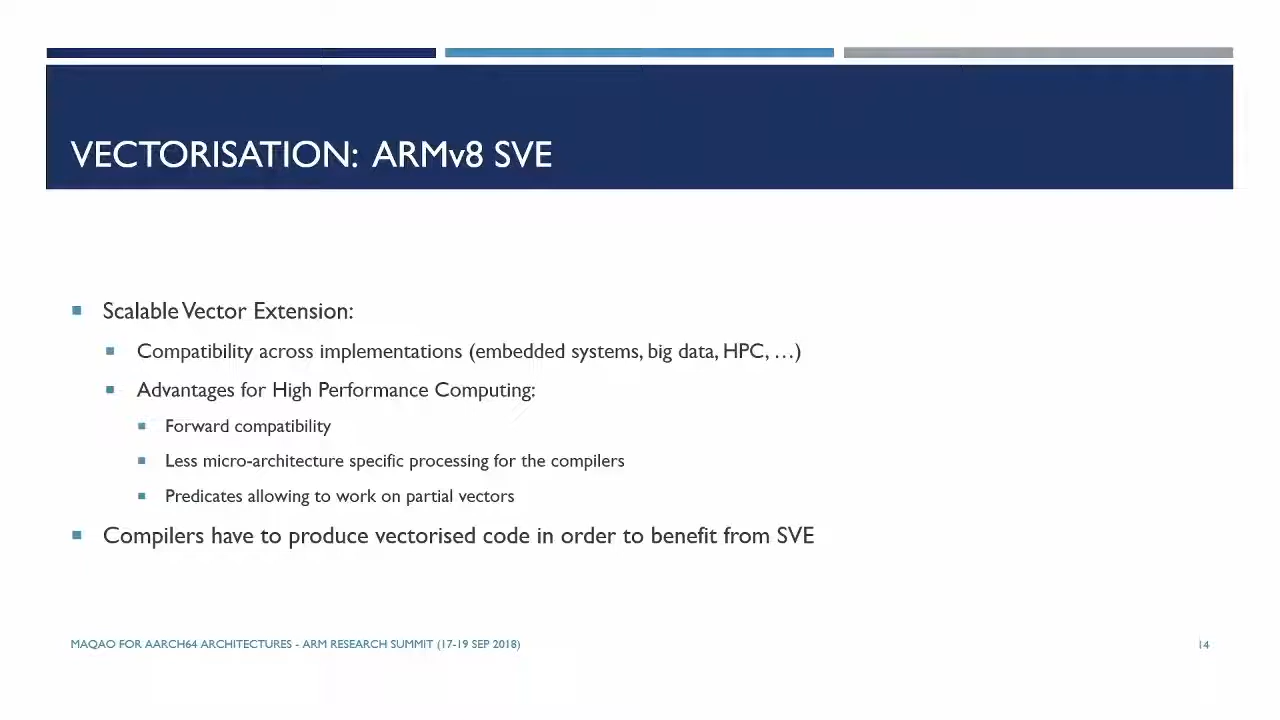 VECTORISATION: ARMv8 SVE
Scalable Vector Extension:
Compatibility across implementations (embedded systems, big data, HPC, …)
Advantages for High Performance Computing:
Forward compatibility
Less micro-architecture specific processing for the compilers
Predicates allowing to work on partial vectors
Compilers have to produce vectorised code in order to benefit from SVE
MAQAO FOR AARCH64 ARCHITECTURES - ARM RESEARCH SUMMIT (17-19 SEP 2018)
14